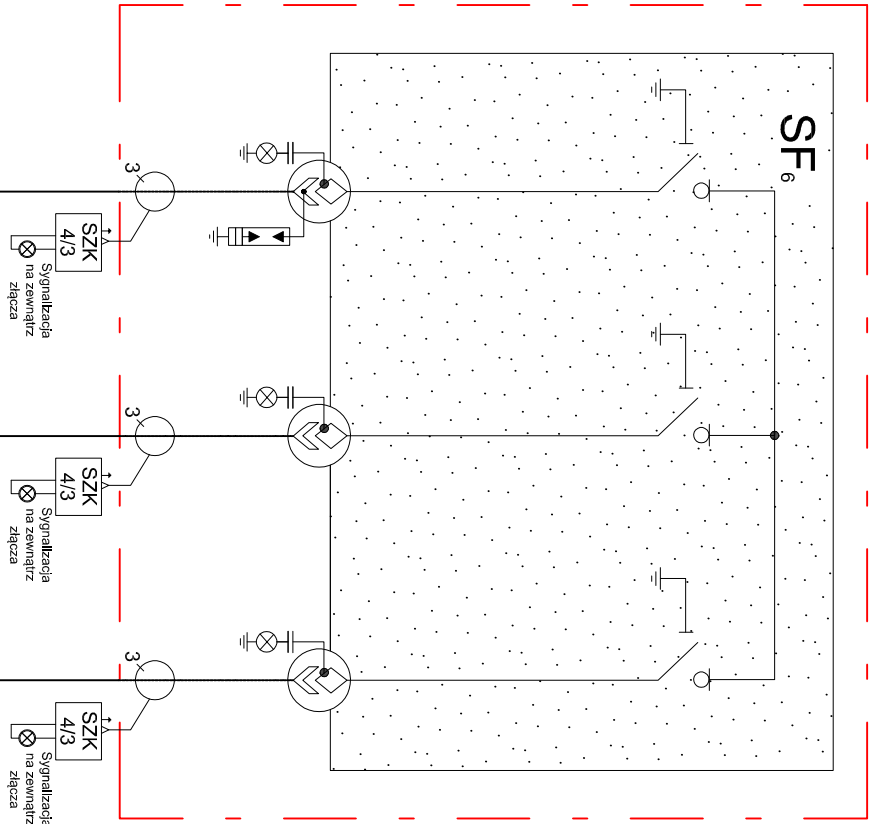 SF6
3
SZK
4/3
Sygnalizacja
na zewnątrz
złącza
3
SZK
4/3
Sygnalizacja
na zewnątrz
złącza
3
SZK
4/3
Sygnalizacja
na zewnątrz
złącza